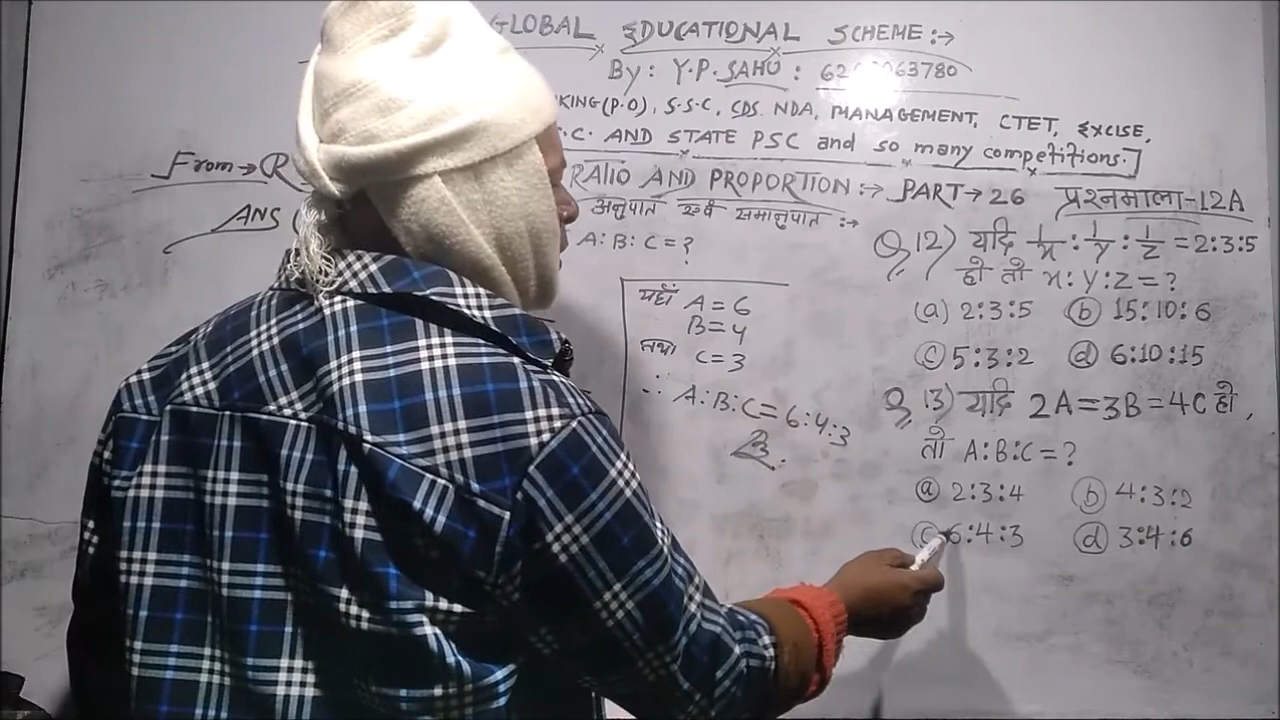 GLOBAL EDUCATIONAL SCHEME:→
By: Y.P. SAHU: 3780
KING(P.O), S.S.C, CDS, NDA, MANAGEMENT, CTET, EXCISE,
.C. AND STATE PSC and so many competitions.]
From→ RATIO AND PROPORTION:→ PART→26 प्रश्नमाला-12A
ANS अनुपात एवं समानुपात :→
A:B:C=?
यहाँ A=6
B=4
तथा C=3
∴ A:B:C=6:4:3
Q,12) यदि 1/x : 1/y : 1/z = 2:3:5
हो तो x:y:z=?
(a) 2:3:5 (b) 15:10:6
(c) 5:3:2 (d) 6:10:15
Q,13) यदि 2A=3B=4C हो,
तो A:B:C=?
(a) 2:3:4 (b) 4:3:2
(c) 6:4:3 (d) 3:4:6